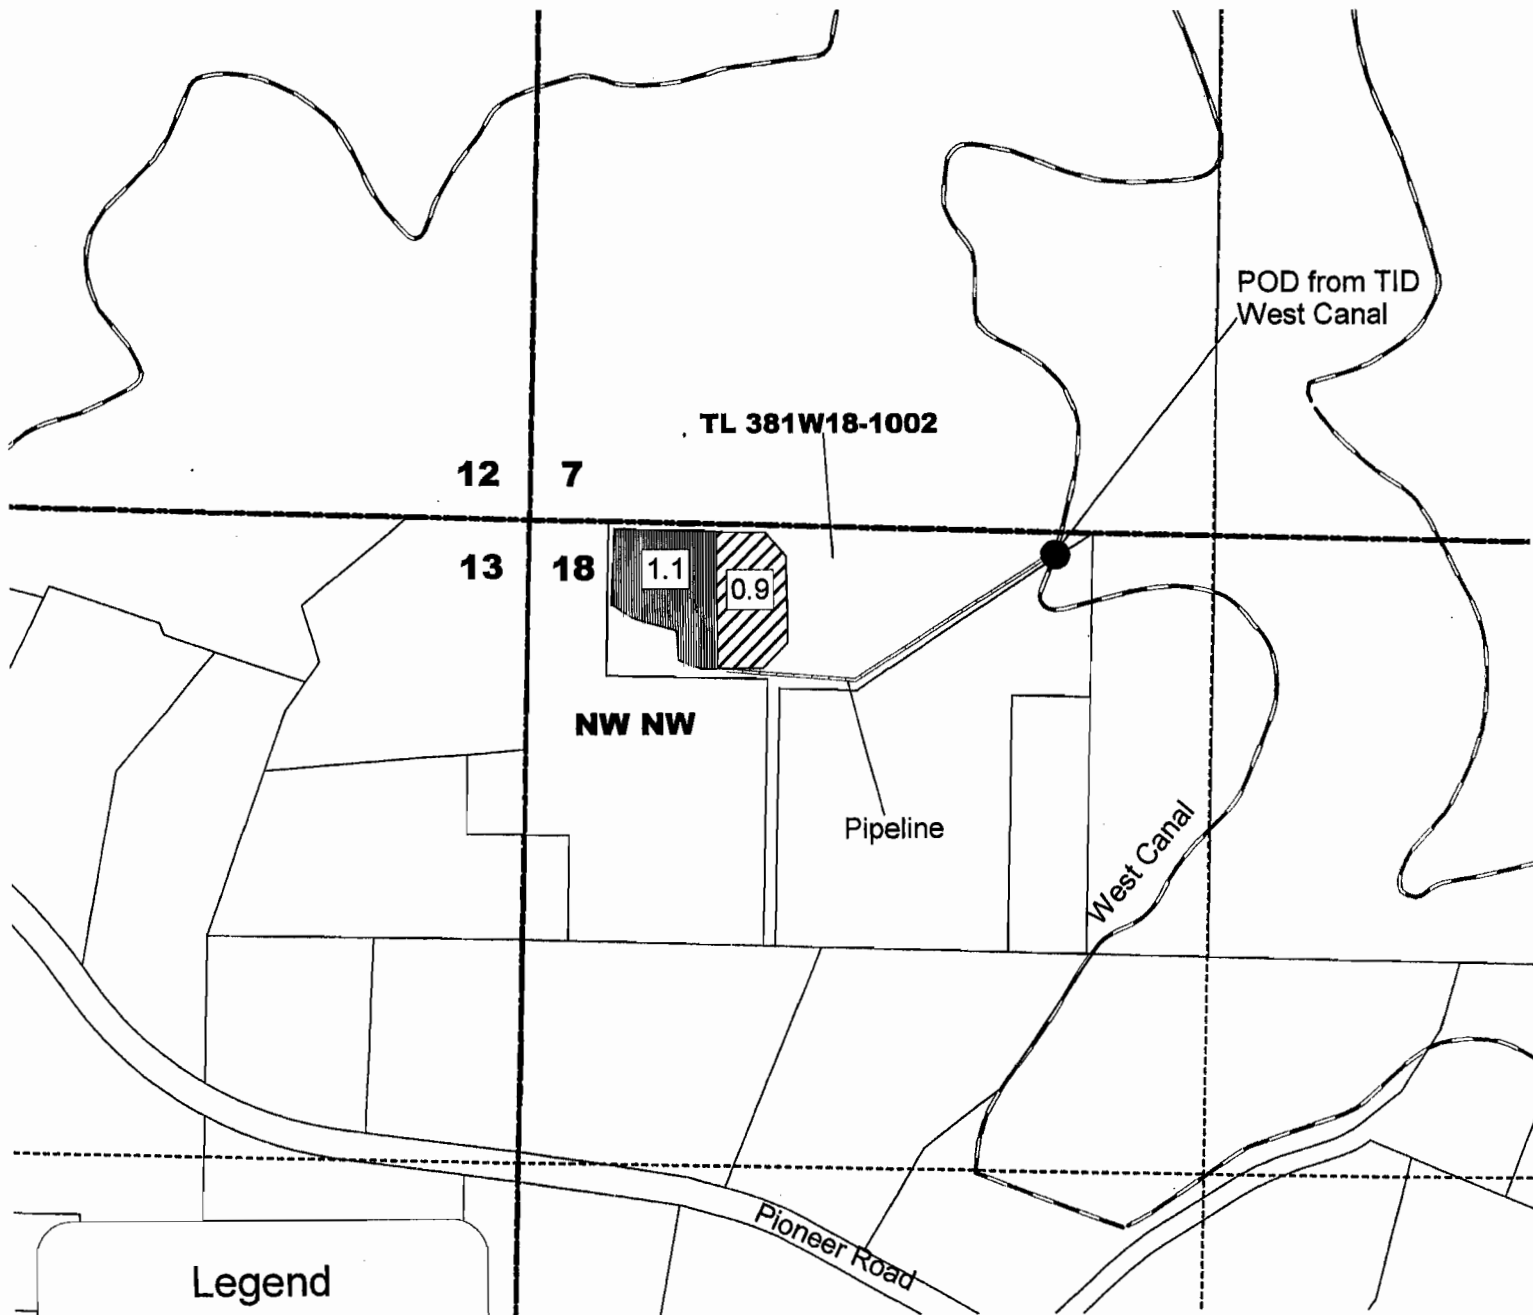 POD from TID
West Canal
TL 381W18-1002
12 7
13 18
1.1
0.9
NW NW
Pipeline
West Canal
Pioneer Road
Legend